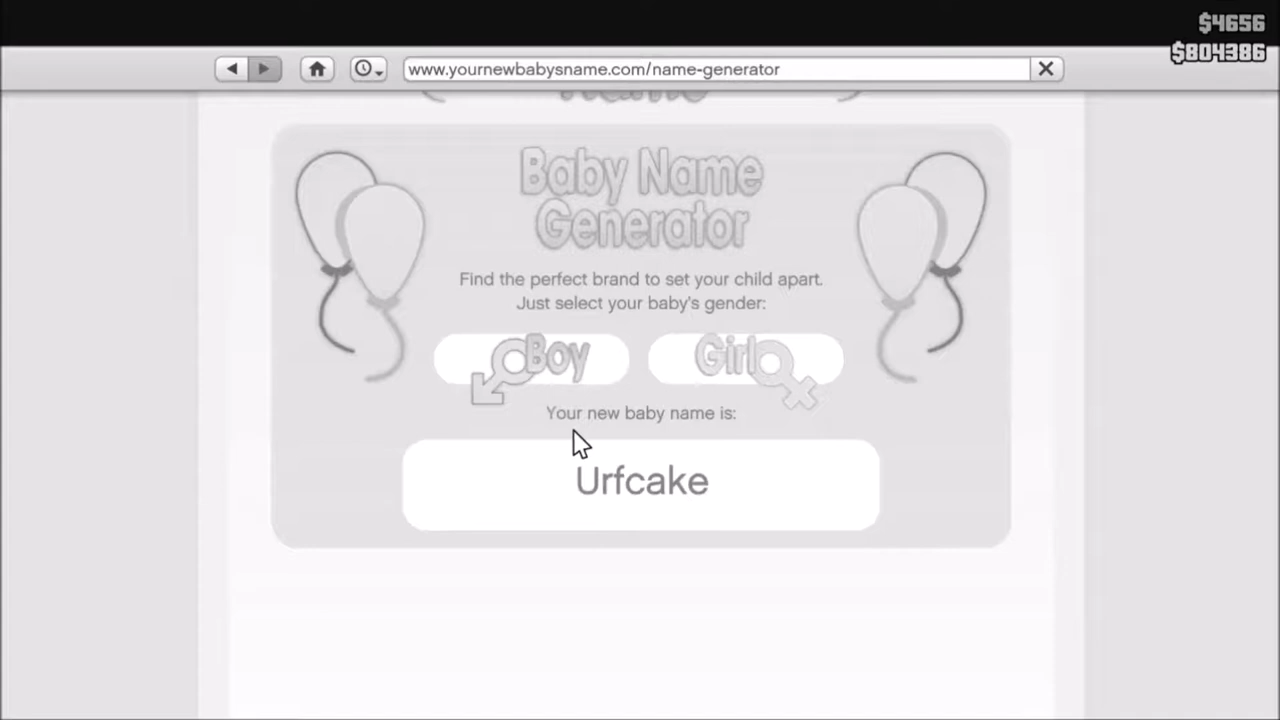 $4656
$804386
www.yournewbabysname.com/name-generator
Baby Name
Generator
Find the perfect brand to set your child apart.
Just select your baby's gender:
Boy
Girl
Your new baby name is:
Urfcake